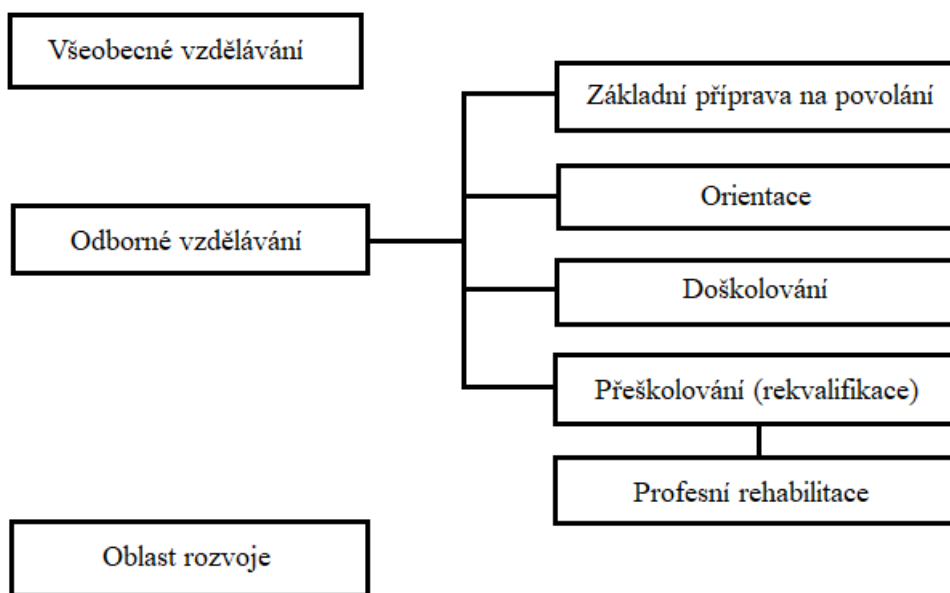 Všeobecné vzdělávání
Odborné vzdělávání
Základní příprava na povolání
Orientace
Doškolování
Přeškolování (rekvalifikace)
Profesní rehabilitace
Oblast rozvoje